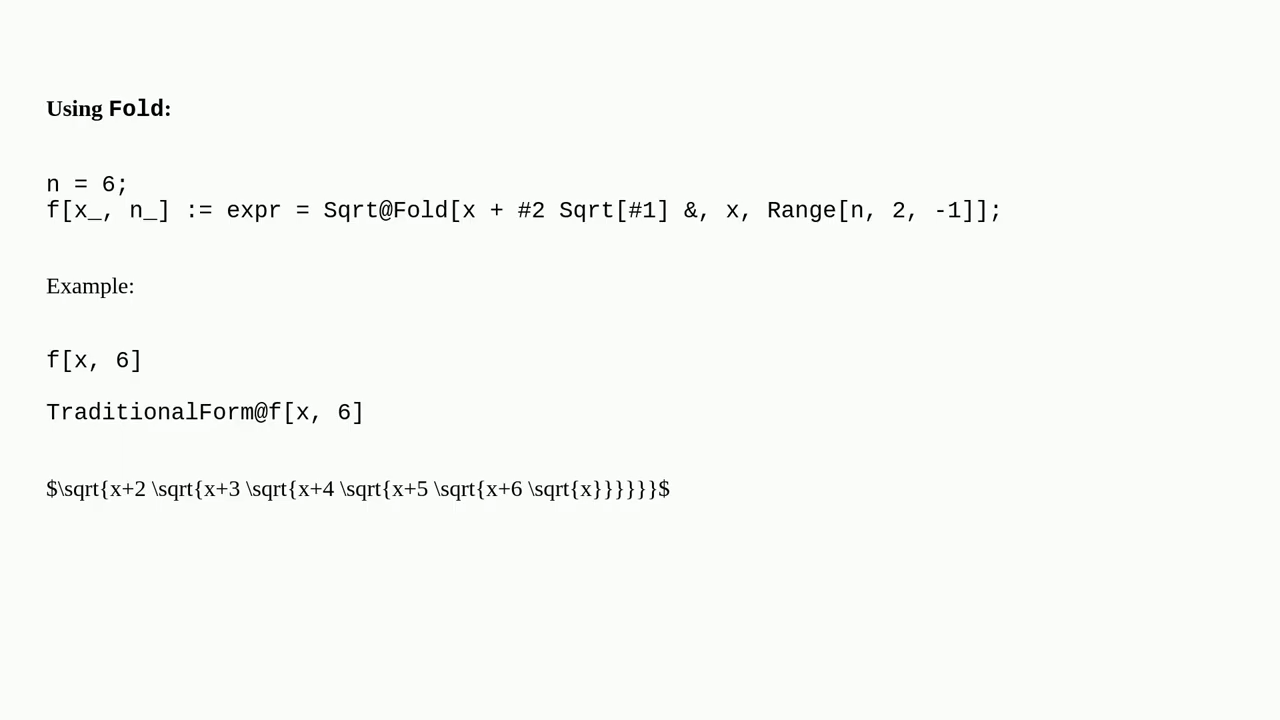 Using Fold:
n = 6;
f[x_, n_] := expr = Sqrt@Fold[x + #2 Sqrt[#1] &, x, Range[n, 2, -1]];
Example:
f[x, 6]
TraditionalForm@f[x, 6]
$\sqrt{x+2 \sqrt{x+3 \sqrt{x+4 \sqrt{x+5 \sqrt{x+6 \sqrt{x}}}}}}$